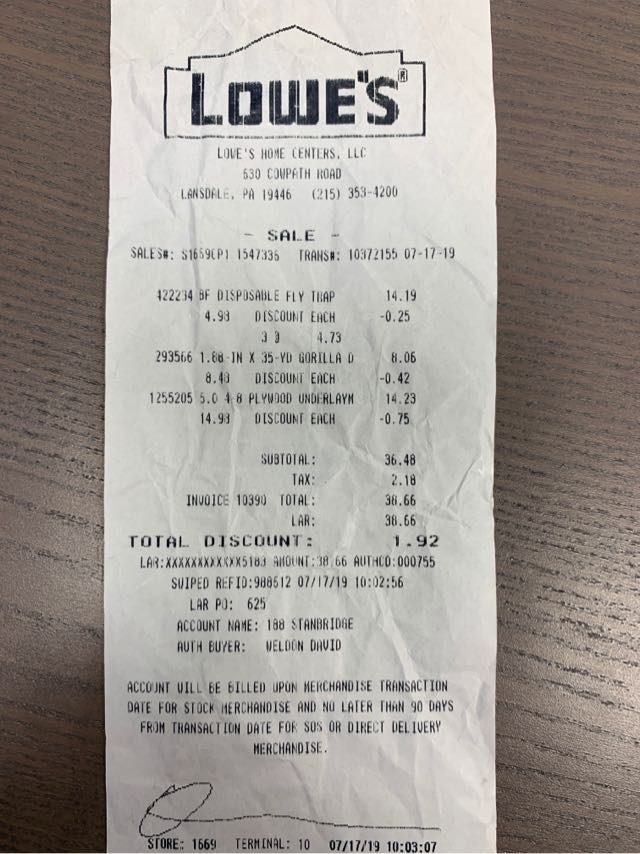 LOWE'S®
LOWE'S HOME CENTERS, LLC
630 COWPATH ROAD
LANSDALE, PA 19446 (215) 353-4200
- SALE -
SALES#: S1659CP1 1547336 TRANS#: 10372155 07-17-19
422234 BF DISPOSABLE FLY TRAP 14.19
4.98 DISCOUNT EACH -0.25
3 @ 4.73
293566 1.88-IN X 35-YD GORILLA D 8.06
8.48 DISCOUNT EACH -0.42
1255205 5.0 4 8 PLYWOOD UNDERLAYM 14.23
14.98 DISCOUNT EACH -0.75
SUBTOTAL: 36.48
TAX: 2.18
INVOICE 10390 TOTAL: 38.66
LAR: 38.66
TOTAL DISCOUNT: 1.92
LAR:XXXXXXXXXXXX5183 AMOUNT:38.66 AUTHCD:000755
SWIPED REFID:988612 07/17/19 10:02:56
LAR PO: 625
ACCOUNT NAME: 188 STANBRIDGE
AUTH BUYER: WELDON DAVID
ACCOUNT WILL BE BILLED UPON MERCHANDISE TRANSACTION
DATE FOR STOCK MERCHANDISE AND NO LATER THAN 90 DAYS
FROM TRANSACTION DATE FOR SOS OR DIRECT DELIVERY
MERCHANDISE.
STORE: 1669 TERMINAL: 10 07/17/19 10:03:07